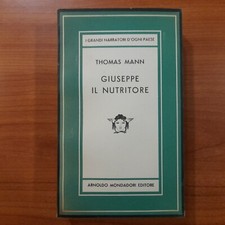 I GRANDI NARRATORI D'OGNI PAESE
THOMAS MANN
GIUSEPPE
IL NUTRITORE
ARNOLDO MONDADORI EDITORE